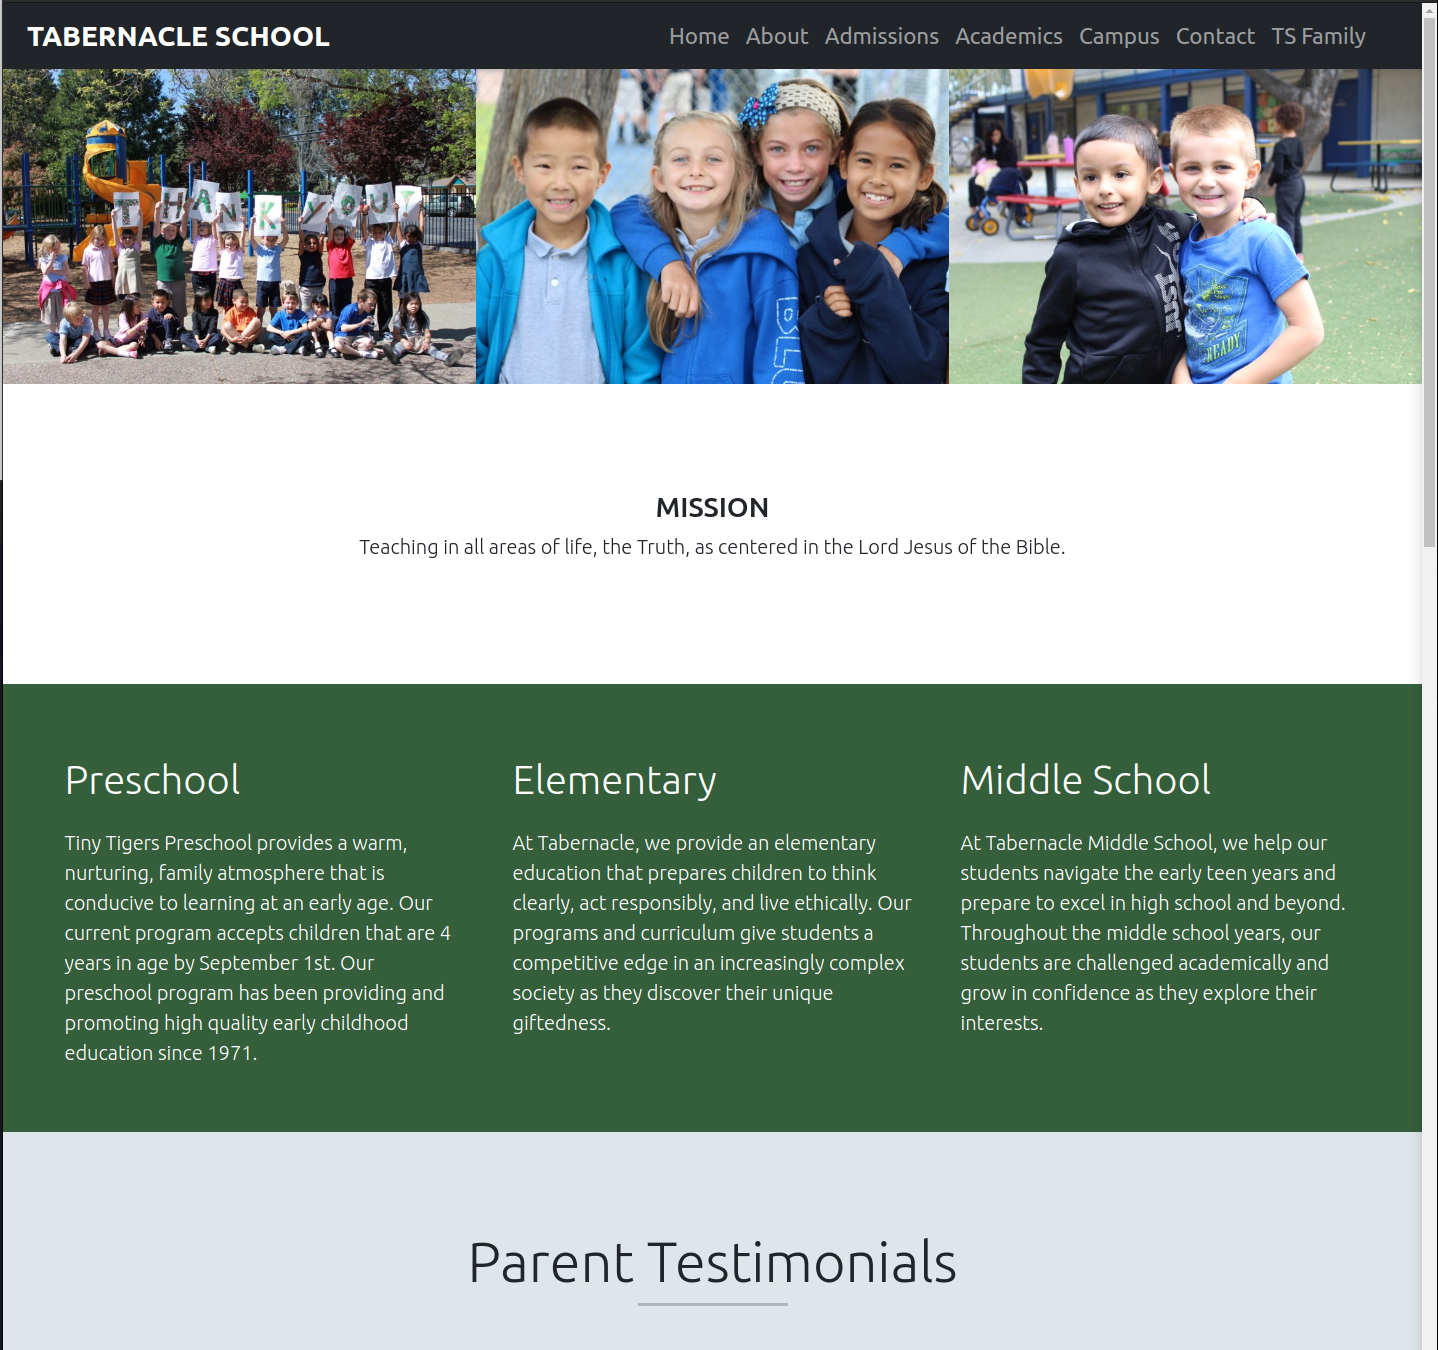 TABERNACLE SCHOOL
Home About Admissions Academics Campus Contact TS Family
THANK YOU!
JUST
READY
MISSION
Teaching in all areas of life, the Truth, as centered in the Lord Jesus of the Bible.
Preschool
Tiny Tigers Preschool provides a warm,
nurturing, family atmosphere that is
conducive to learning at an early age. Our
current program accepts children that are 4
years in age by September 1st. Our
preschool program has been providing and
promoting high quality early childhood
education since 1971.
Elementary
At Tabernacle, we provide an elementary
education that prepares children to think
clearly, act responsibly, and live ethically. Our
programs and curriculum give students a
competitive edge in an increasingly complex
society as they discover their unique
giftedness.
Middle School
At Tabernacle Middle School, we help our
students navigate the early teen years and
prepare to excel in high school and beyond.
Throughout the middle school years, our
students are challenged academically and
grow in confidence as they explore their
interests.
Parent Testimonials